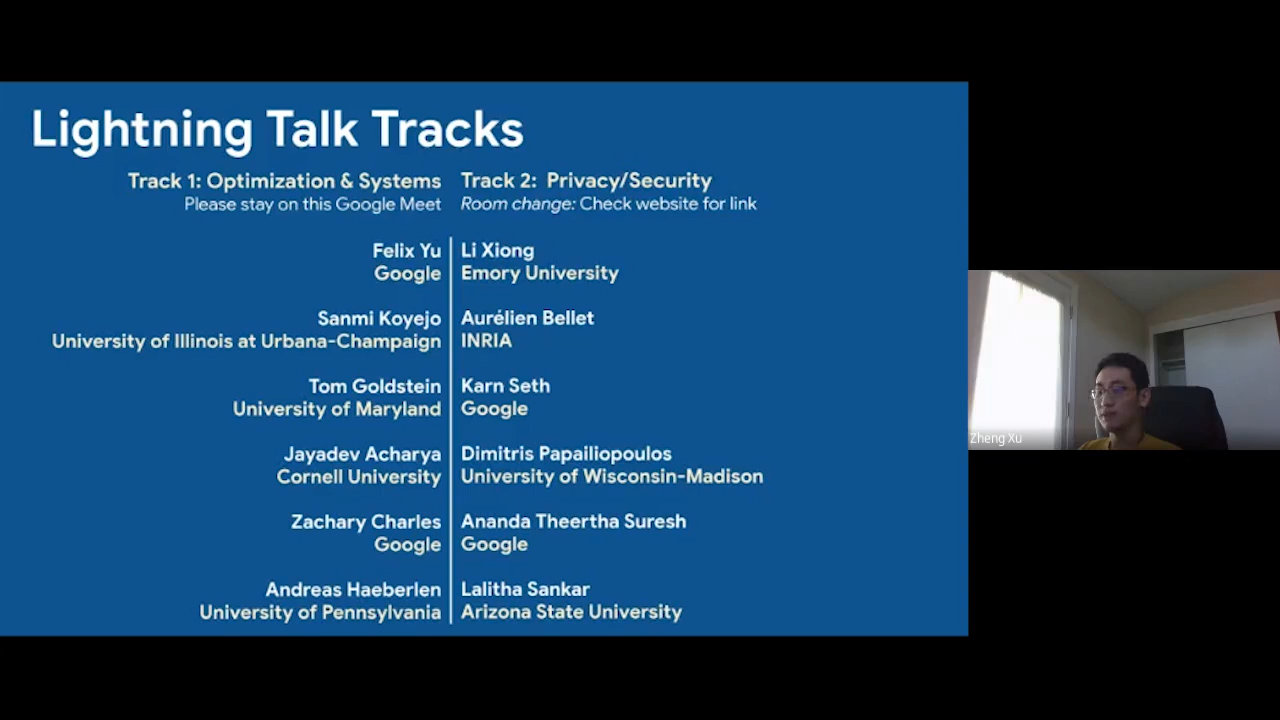 Lightning Talk Tracks
Track 1: Optimization & Systems
Please stay on this Google Meet
Felix Yu
Google
Sanmi Koyejo
University of Illinois at Urbana-Champaign
Tom Goldstein
University of Maryland
Jayadev Acharya
Cornell University
Zachary Charles
Google
Andreas Haeberlen
University of Pennsylvania
Track 2: Privacy/Security
Room change: Check website for link
Li Xiong
Emory University
Aurélien Bellet
INRIA
Karn Seth
Google
Dimitris Papailiopoulos
University of Wisconsin-Madison
Ananda Theertha Suresh
Google
Lalitha Sankar
Arizona State University
Zheng Xu